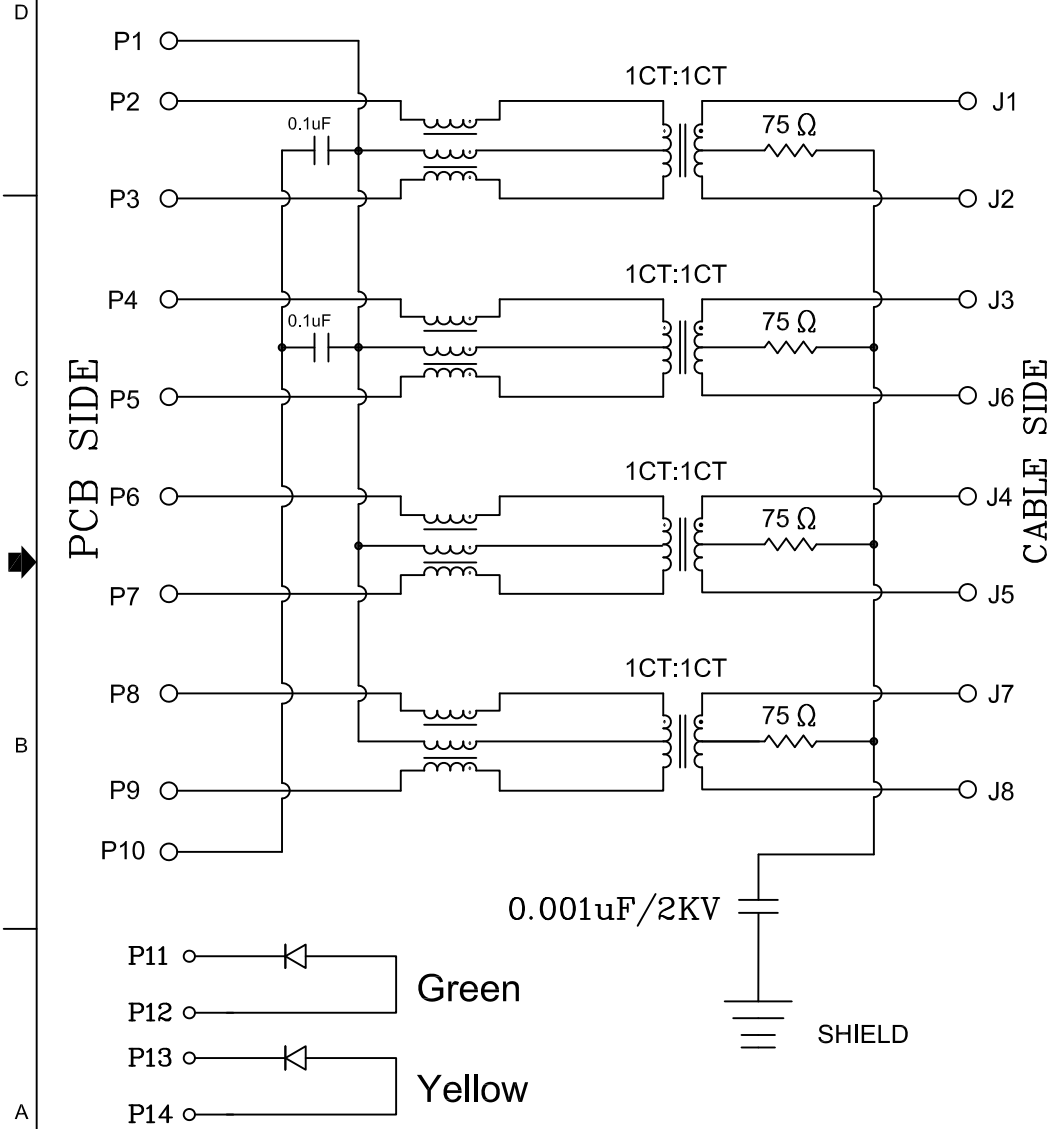 D
P1
1CT:1CT
P2
J1
0.1uF
75 Ω
P3
J2
1CT:1CT
P4
J3
0.1uF
75 Ω
C
PCB SIDE
CABLE SIDE
P5
J6
1CT:1CT
P6
J4
75 Ω
P7
J5
1CT:1CT
P8
J7
75 Ω
B
P9
J8
P10
0.001uF/2KV
P11
Green
P12
SHIELD
P13
Yellow
P14
A